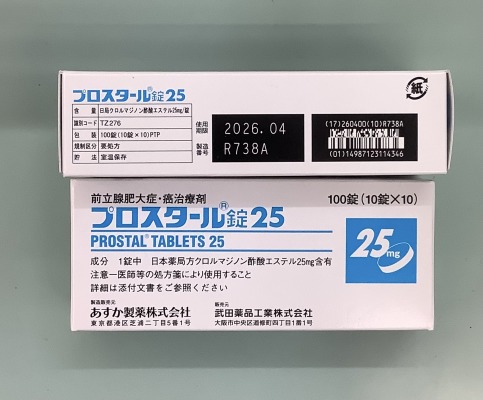 プロスタール®錠25
含量 日局クロルマジノン酢酸エステル25mg/錠
識別コード TZ276
包装 100錠(10錠×10)PTP
規制区分 要処方
貯法 室温保存
使用期限 2026.04
製造番号 R738A
(17)260400(10)R738A
(01)14987123114346
紙
前立腺肥大症・癌治療剤
プロスタール®錠25
100錠(10錠×10)
PROSTAL® TABLETS 25
25mg
成分 1錠中 日本薬局方クロルマジノン酢酸エステル25mg含有
注意―医師等の処方箋により使用すること
詳細は添付文書をご参照ください
製造販売元
あすか製薬株式会社
東京都港区芝浦二丁目5番1号
販売元
武田薬品工業株式会社
大阪市中央区道修町四丁目1番1号